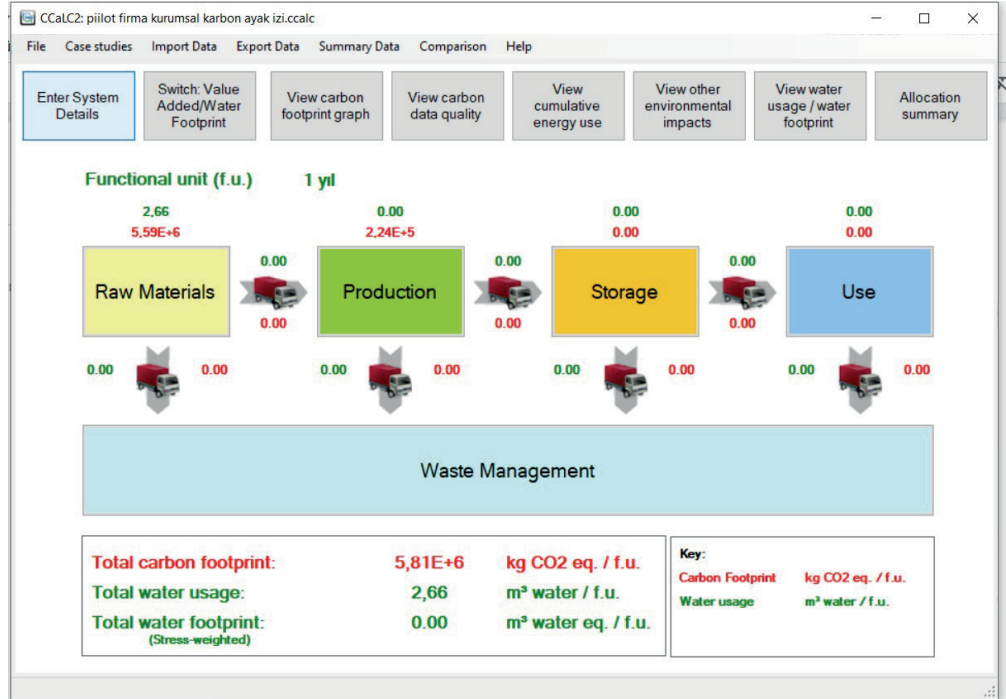 CCaLC2: piilot firma kurumsal karbon ayak izi.ccalc
File Case studies Import Data Export Data Summary Data Comparison Help
Enter System
Details
Switch: Value
Added/Water
Footprint
View carbon
footprint graph
View carbon
data quality
View
cumulative
energy use
View other
environmental
impacts
View water
usage / water
footprint
Allocation
summary
Functional unit (f.u.) 1 yıl
2,66 0.00 0.00 0.00
5,59E+6 2,24E+5 0.00 0.00
0.00 0.00 0.00
Raw Materials Production Storage Use
0.00 0.00 0.00
0.00 0.00 0.00 0.00 0.00 0.00 0.00 0.00
Waste Management
Total carbon footprint: 5,81E+6 kg CO2 eq. / f.u.
Total water usage: 2,66 m³ water / f.u.
Total water footprint: 0.00 m³ water eq. / f.u.
(Stress-weighted)
Key:
Carbon Footprint kg CO2 eq. / f.u.
Water usage m³ water / f.u.